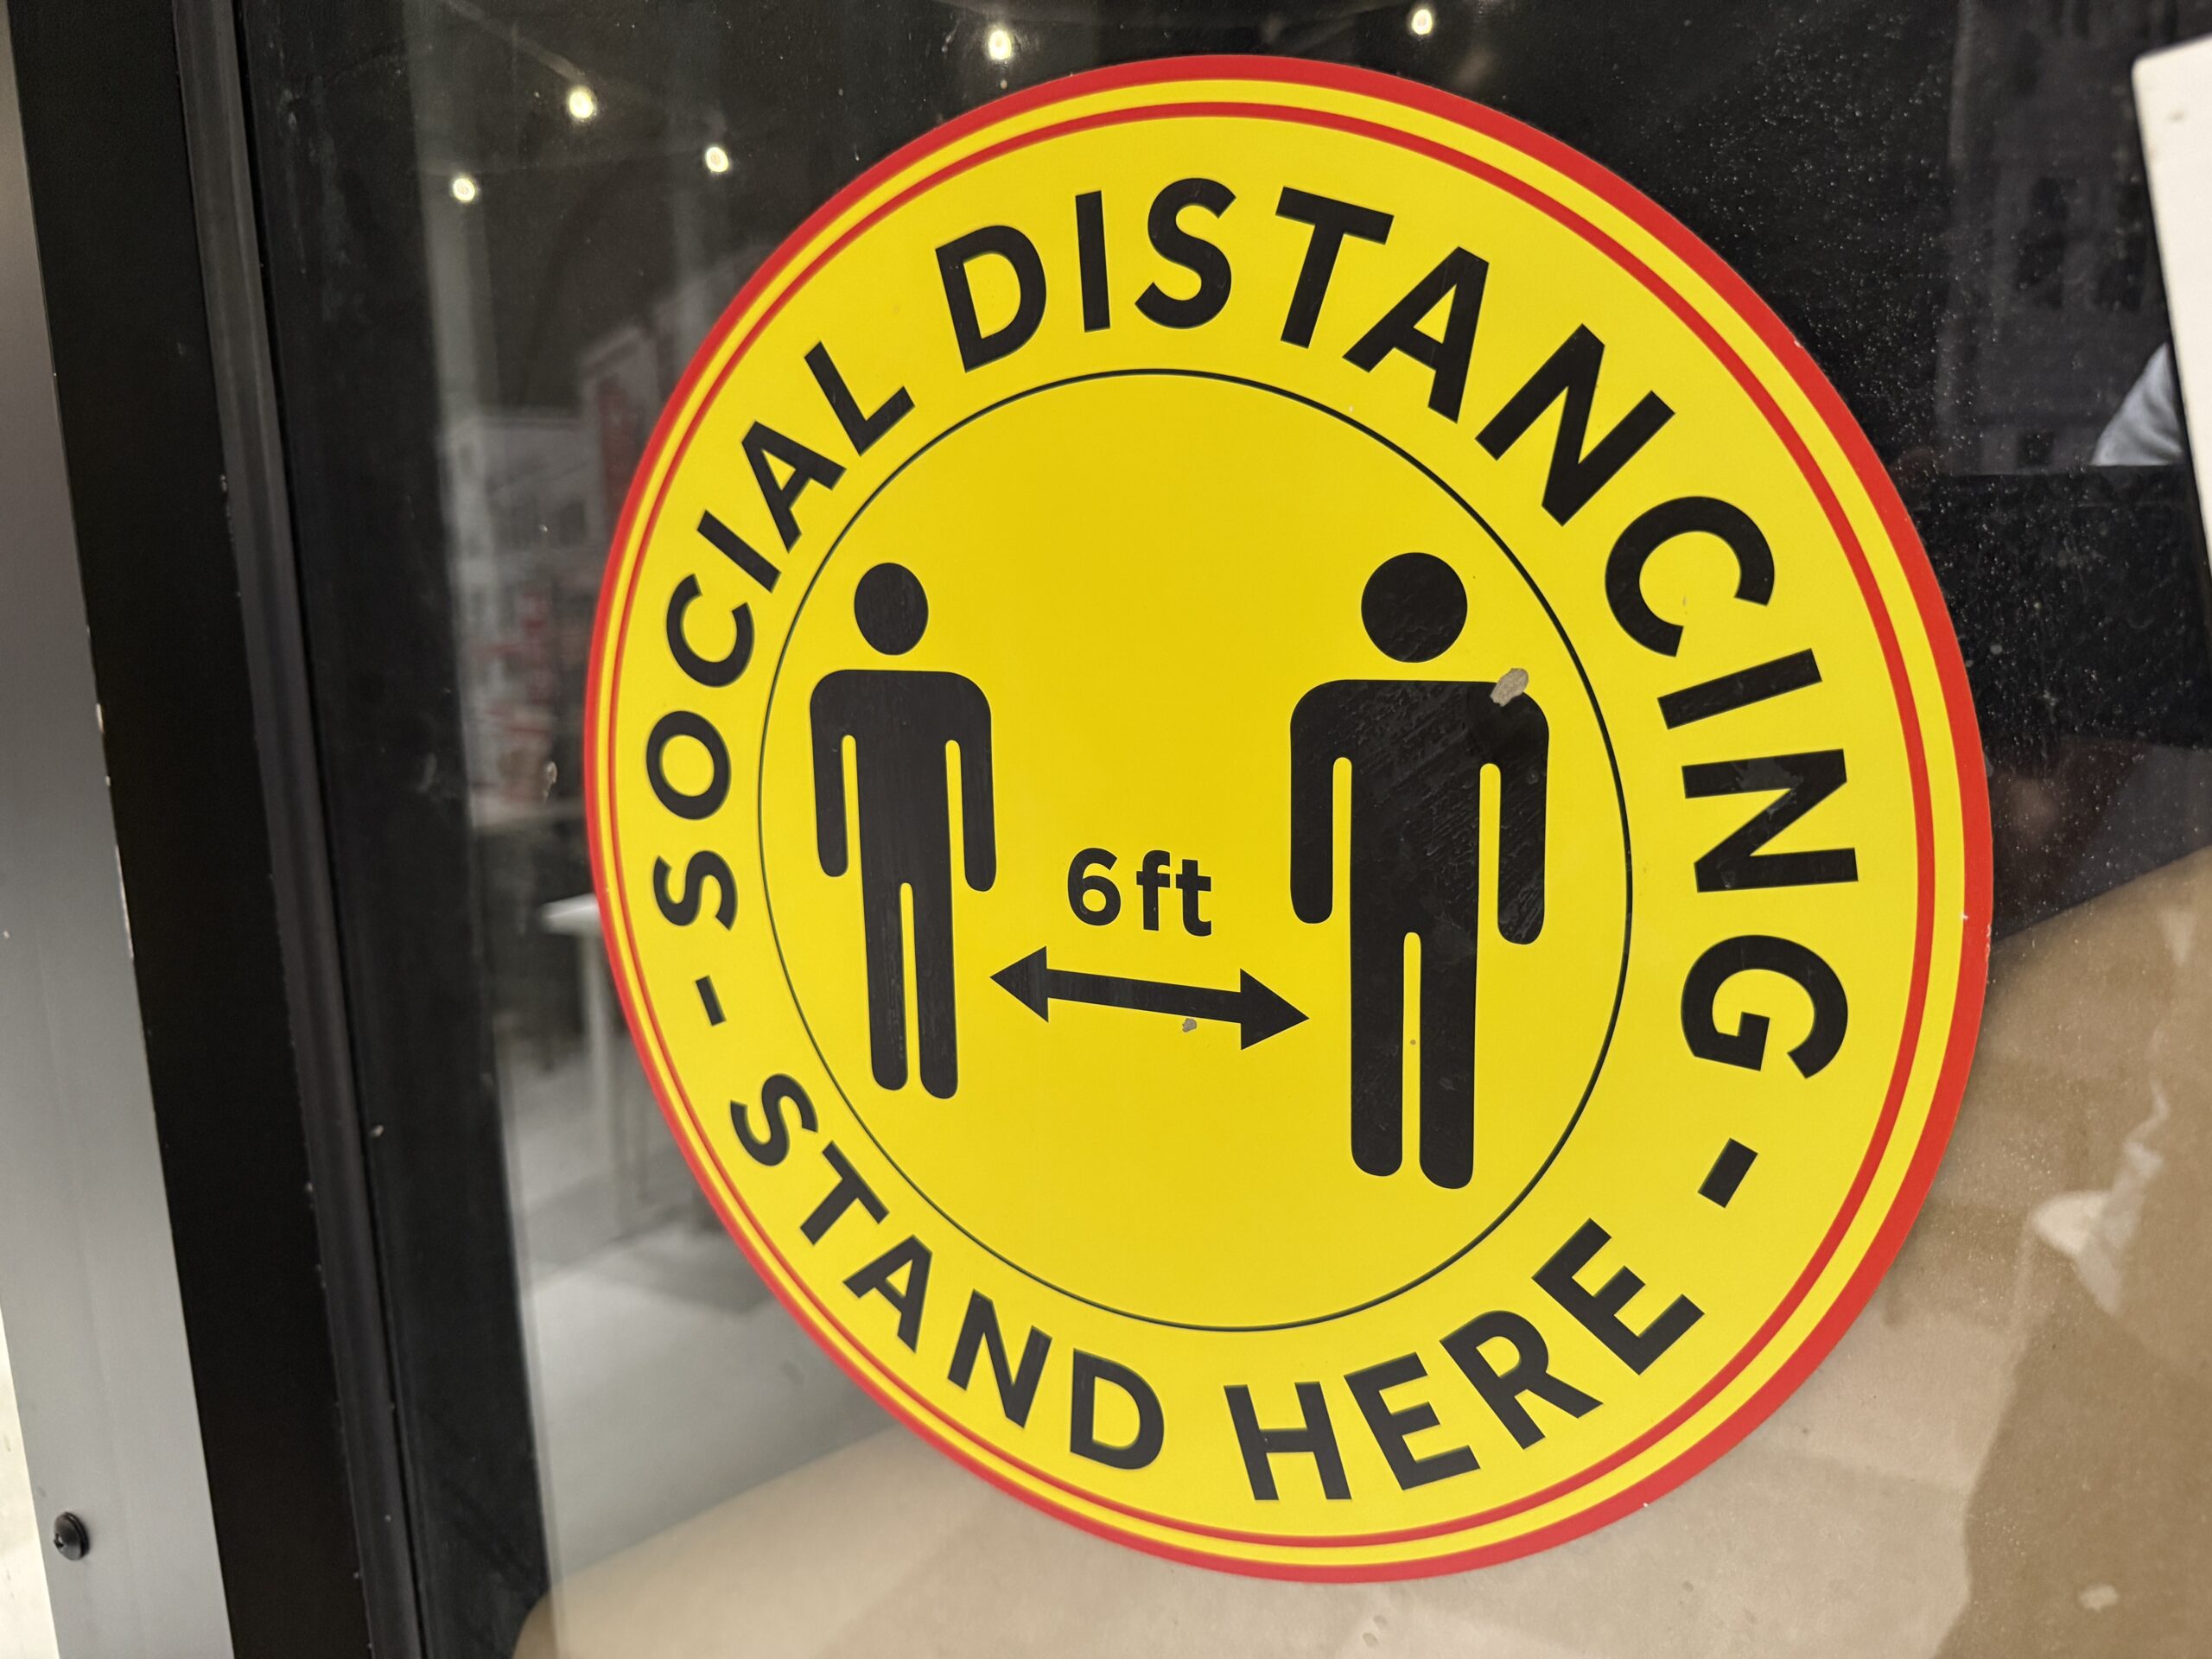 - SOCIAL DISTANCING -
6ft
STAND HERE